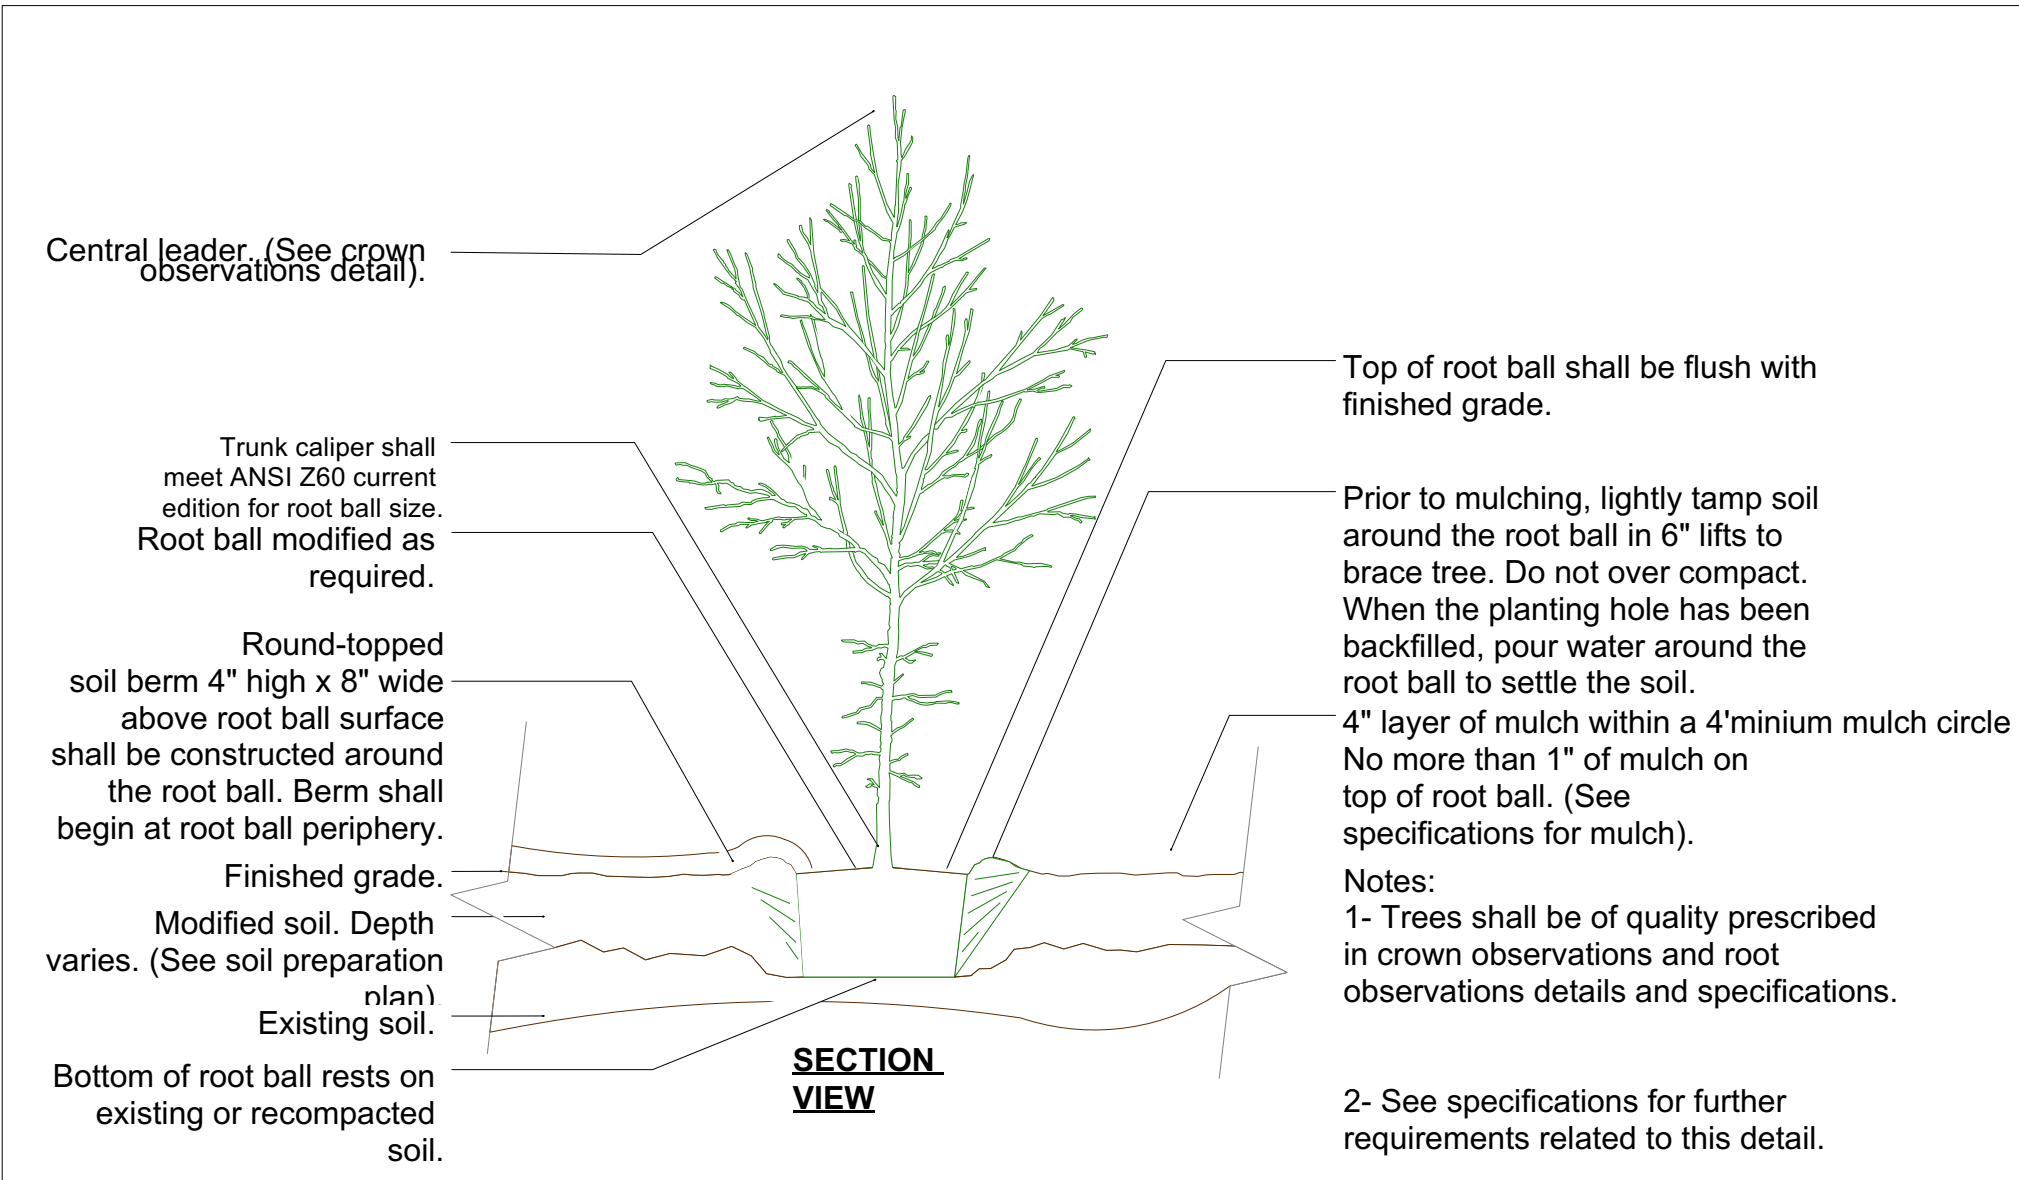 Central leader. (See crown
observations detail).
Trunk caliper shall
meet ANSI Z60 current
edition for root ball size.
Root ball modified as
required.
Round-topped
soil berm 4" high x 8" wide
above root ball surface
shall be constructed around
the root ball. Berm shall
begin at root ball periphery.
Finished grade.
Modified soil. Depth
varies. (See soil preparation
plan).
Existing soil.
Bottom of root ball rests on
existing or recompacted
soil.
SECTION
VIEW
Top of root ball shall be flush with
finished grade.
Prior to mulching, lightly tamp soil
around the root ball in 6" lifts to
brace tree. Do not over compact.
When the planting hole has been
backfilled, pour water around the
root ball to settle the soil.
4" layer of mulch within a 4'minium mulch circle
No more than 1" of mulch on
top of root ball. (See
specifications for mulch).
Notes:
1- Trees shall be of quality prescribed
in crown observations and root
observations details and specifications.
2- See specifications for further
requirements related to this detail.